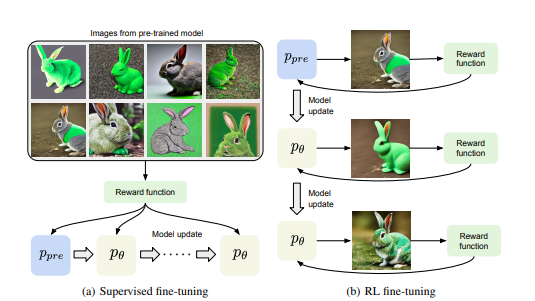 Images from pre-trained model
Reward function
Model update
p_pre
p_θ
......
p_θ
(a) Supervised fine-tuning
p_pre
Reward
function
Model
update
p_θ
Reward
function
Model
update
p_θ
Reward
function
(b) RL fine-tuning